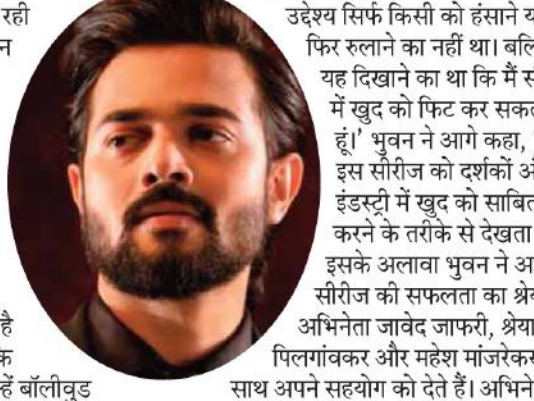 रही
न
है
के
हें बॉलीवुड
उद्देश्य सिर्फ किसी को हंसाने य
फिर रुलाने का नहीं था। बलि
यह दिखाने का था कि मैं सं
में खुद को फिट कर सकत
हूं।' भुवन ने आगे कहा, '
इस सीरीज को दर्शकों अं
इंडस्ट्री में खुद को साबित
करने के तरीके से देखता
इसके अलावा भुवन ने अ
सीरीज की सफलता का श्रेय
अभिनेता जावेद जाफरी, श्रेया
पिलगांवकर और महेश मांजरेकर
साथ अपने सहयोग को देते हैं। अभिने